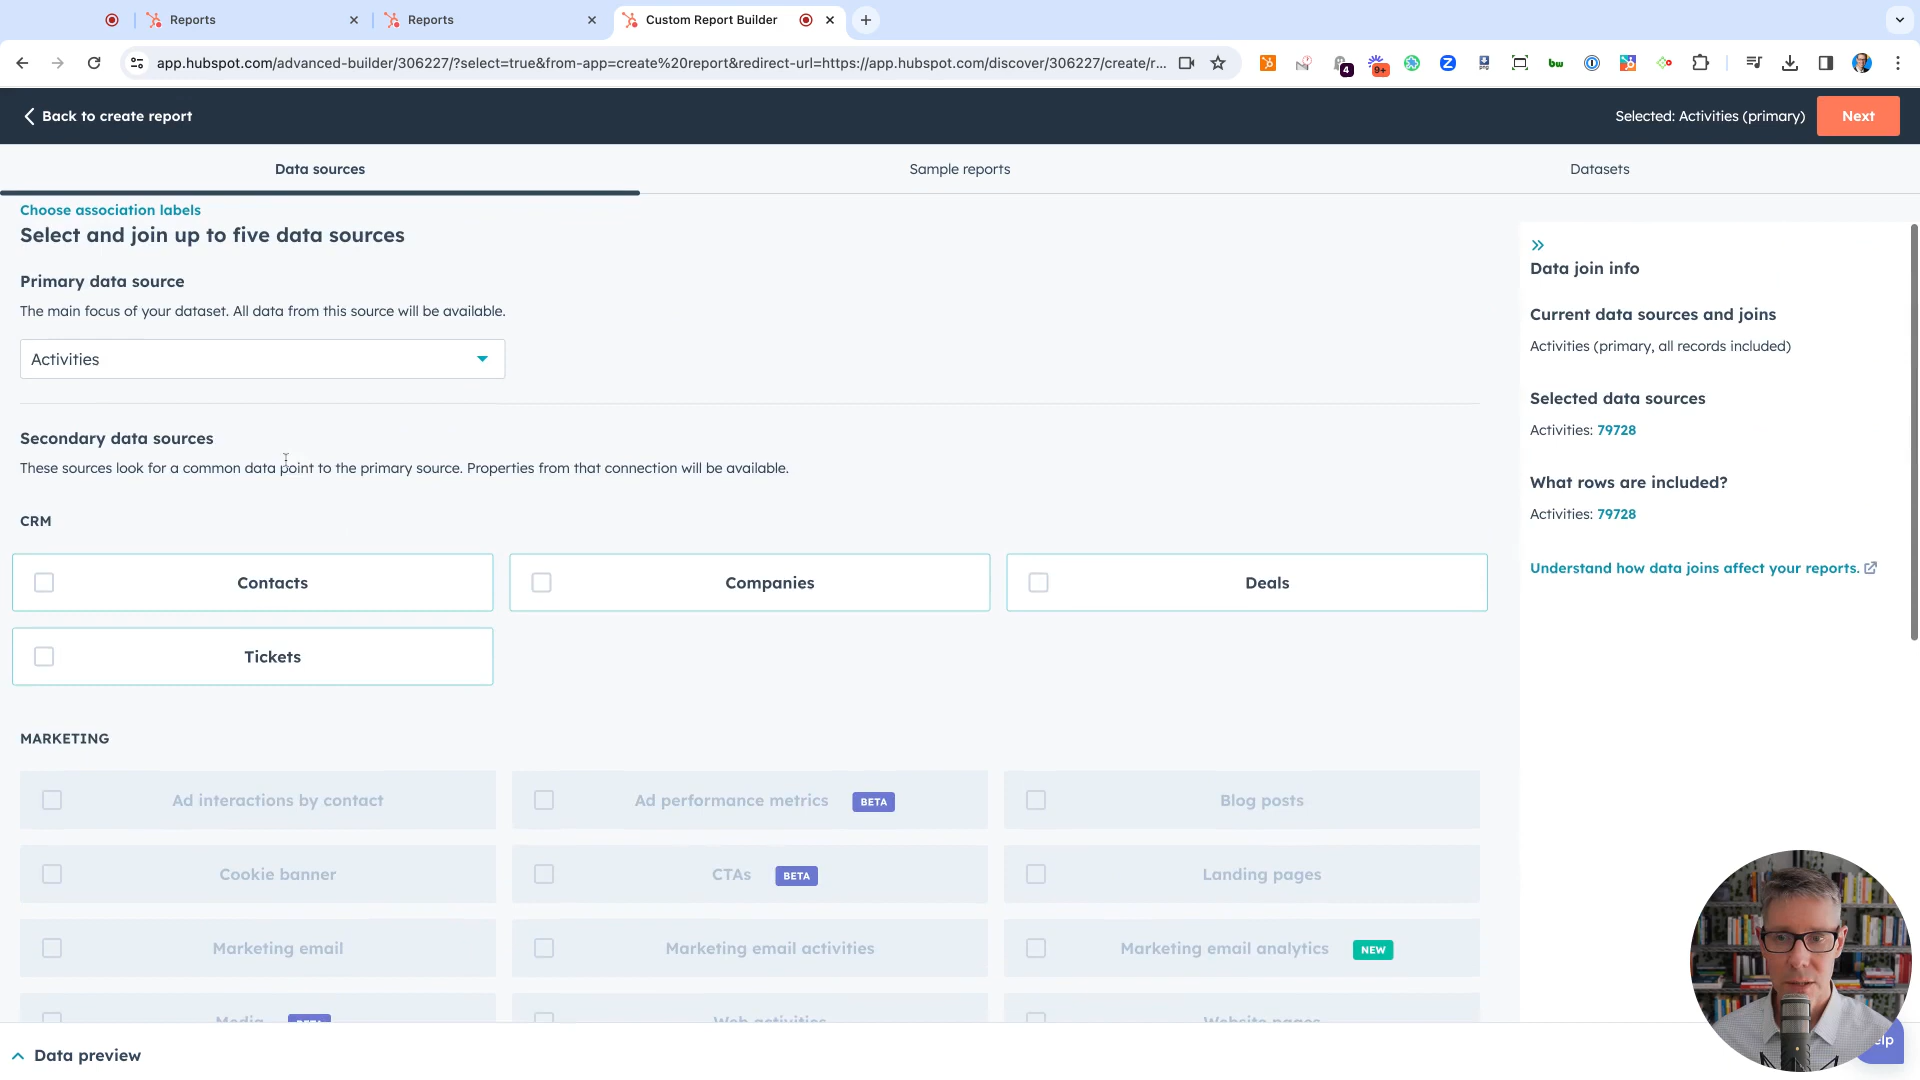 Reports
Reports
Custom Report Builder
app.hubspot.com/advanced-builder/306227/?select=true&from-app=create%20report&redirect-url=https://app.hubspot.com/discover/306227/create/r...
4
9+
bw
Back to create report
Selected: Activities (primary)
Next
Data sources
Sample reports
Datasets
Choose association labels
Select and join up to five data sources
Primary data source
The main focus of your dataset. All data from this source will be available.
Activities
Secondary data sources
These sources look for a common data point to the primary source. Properties from that connection will be available.
CRM
Contacts
Companies
Deals
Tickets
MARKETING
Ad interactions by contact
Ad performance metrics BETA
Blog posts
Cookie banner
CTAs BETA
Landing pages
Marketing email
Marketing email activities
Marketing email analytics NEW
Media BETA
Web activities
Website pages
Data preview
Data join info
Current data sources and joins
Activities (primary, all records included)
Selected data sources
Activities: 79728
What rows are included?
Activities: 79728
Understand how data joins affect your reports.
elp